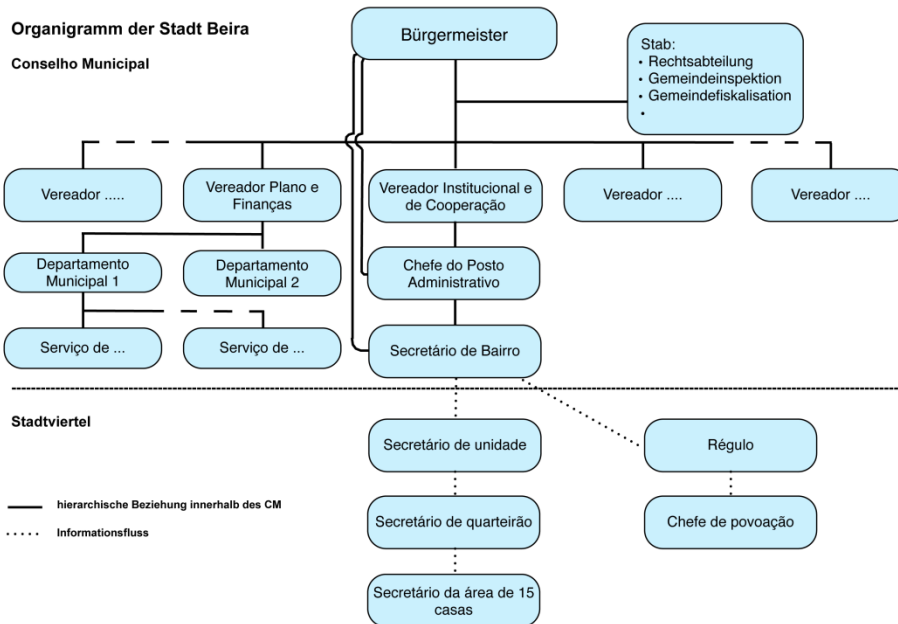 Organigramm der Stadt Beira
Conselho Municipal
Bürgermeister
Stab:
• Rechtsabteilung
• Gemeindeinspektion
• Gemeindefiskalisation
•
Vereador .....
Vereador Plano e
Finanças
Vereador Institucional e
de Cooperação
Vereador ....
Vereador ....
Departamento
Municipal 1
Departamento
Municipal 2
Chefe do Posto
Administrativo
Serviço de ...
Serviço de ...
Secretário de Bairro
Stadtviertel
Secretário de unidade
Régulo
hierarchische Beziehung innerhalb des CM
Informationsfluss
Secretário de quarteirão
Chefe de povoação
Secretário da área de 15
casas